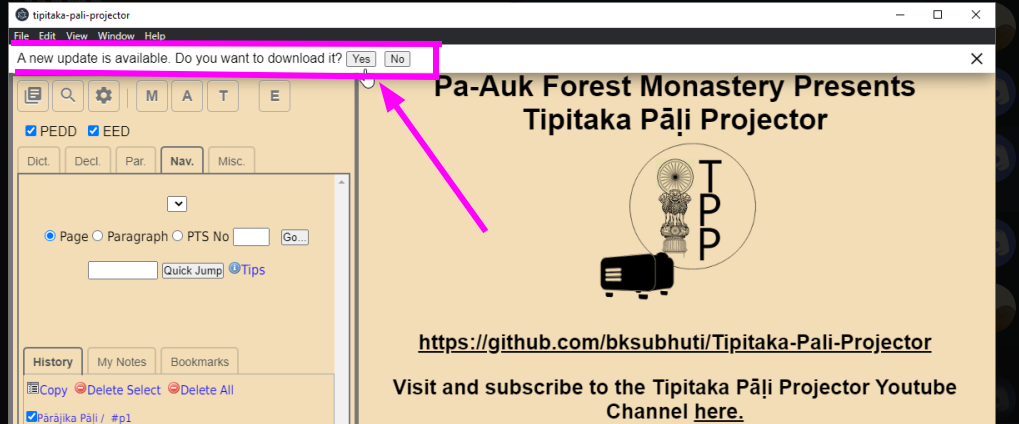 tipitaka-pali-projector
File Edit View Window Help
A new update is available. Do you want to download it? Yes No
M A T E
PEDD EED
Dict. Decl. Par. Nav. Misc.
Page Paragraph PTS No Go...
Quick Jump Tips
History My Notes Bookmarks
Copy Delete Select Delete All
Pārājika Pāḷi / #p1
Pa-Auk Forest Monastery Presents
Tipitaka Pāḷi Projector
T
P
P
https://github.com/bksubhuti/Tipitaka-Pali-Projector
Visit and subscribe to the Tipitaka Pāḷi Projector Youtube
Channel here.